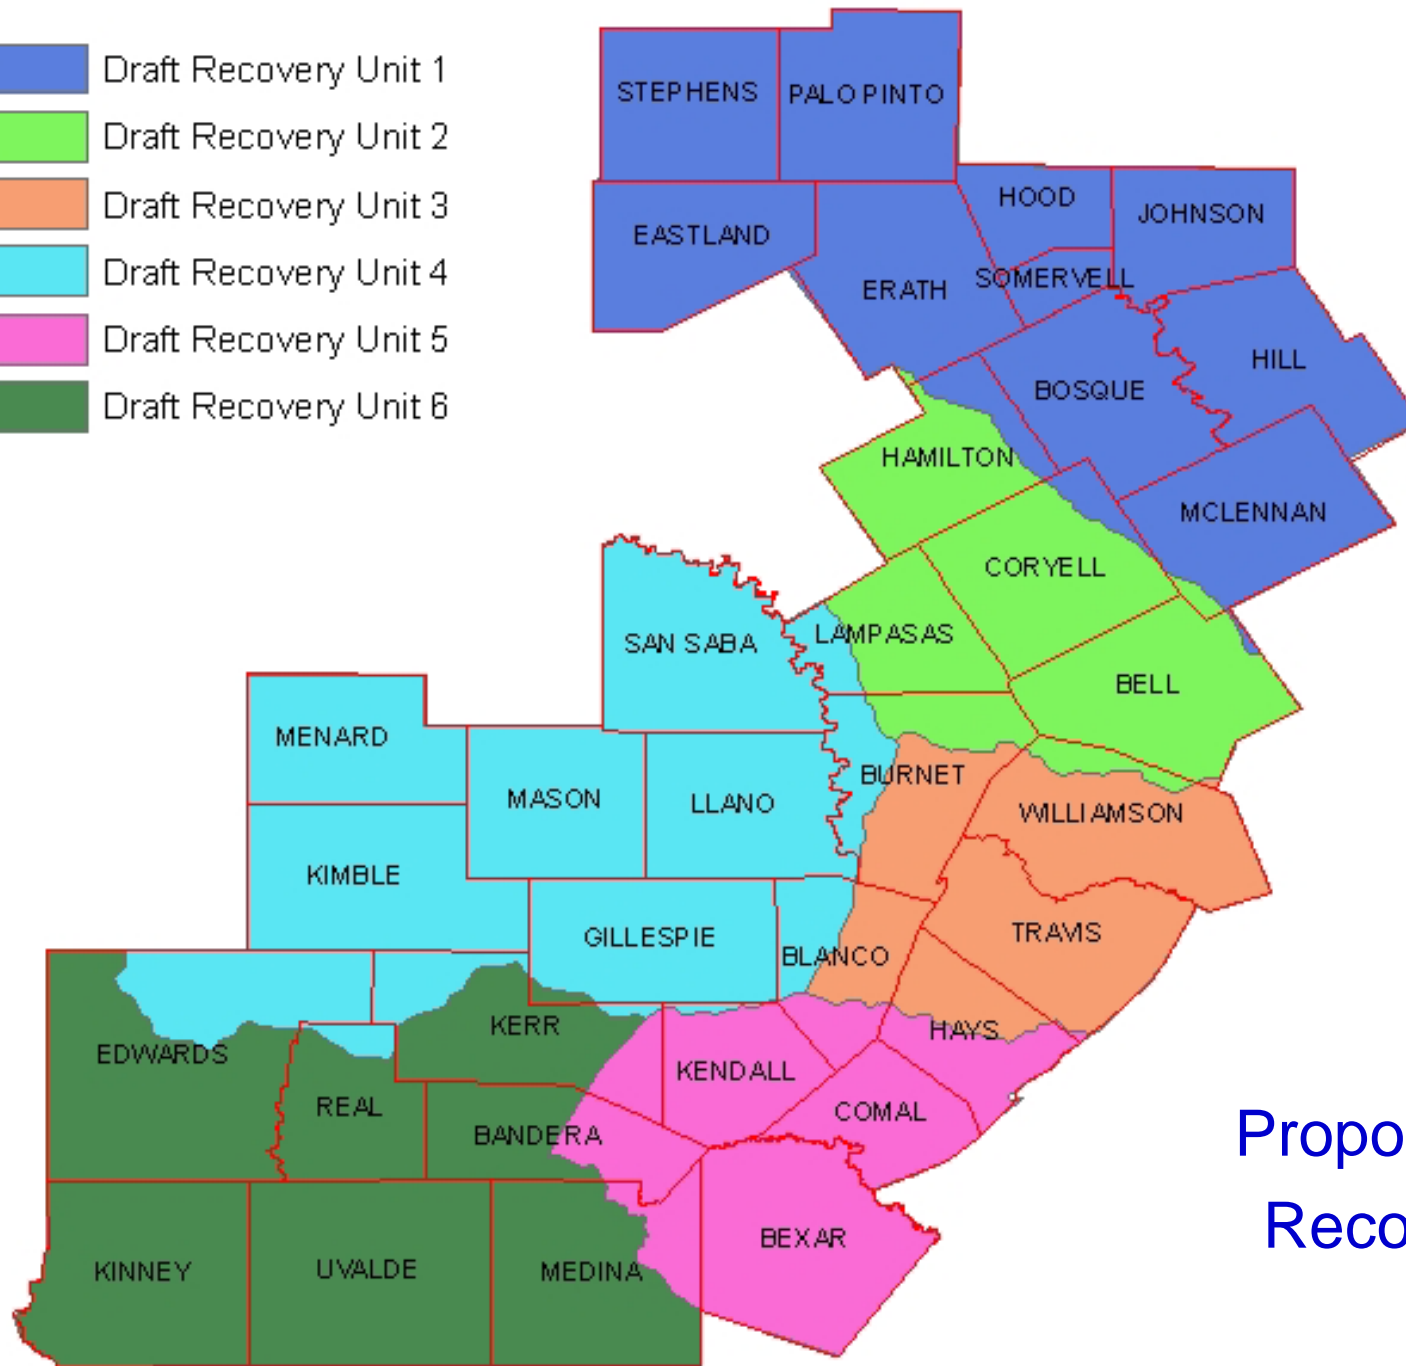 Draft Recovery Unit 1
Draft Recovery Unit 2
Draft Recovery Unit 3
Draft Recovery Unit 4
Draft Recovery Unit 5
Draft Recovery Unit 6
STEPHENS
PALO PINTO
HOOD
JOHNSON
EASTLAND
ERATH
SOMERVELL
HILL
BOSQUE
HAMILTON
MCLENNAN
CORYELL
LAMPASAS
SAN SABA
BELL
MENARD
BURNET
MASON
LLANO
WILLIAMSON
KIMBLE
GILLESPIE
TRAVIS
BLANCO
KERR
HAYS
EDWARDS
KENDALL
REAL
COMAL
BANDERA
BEXAR
KINNEY
UVALDE
MEDINA
Propo
Reco